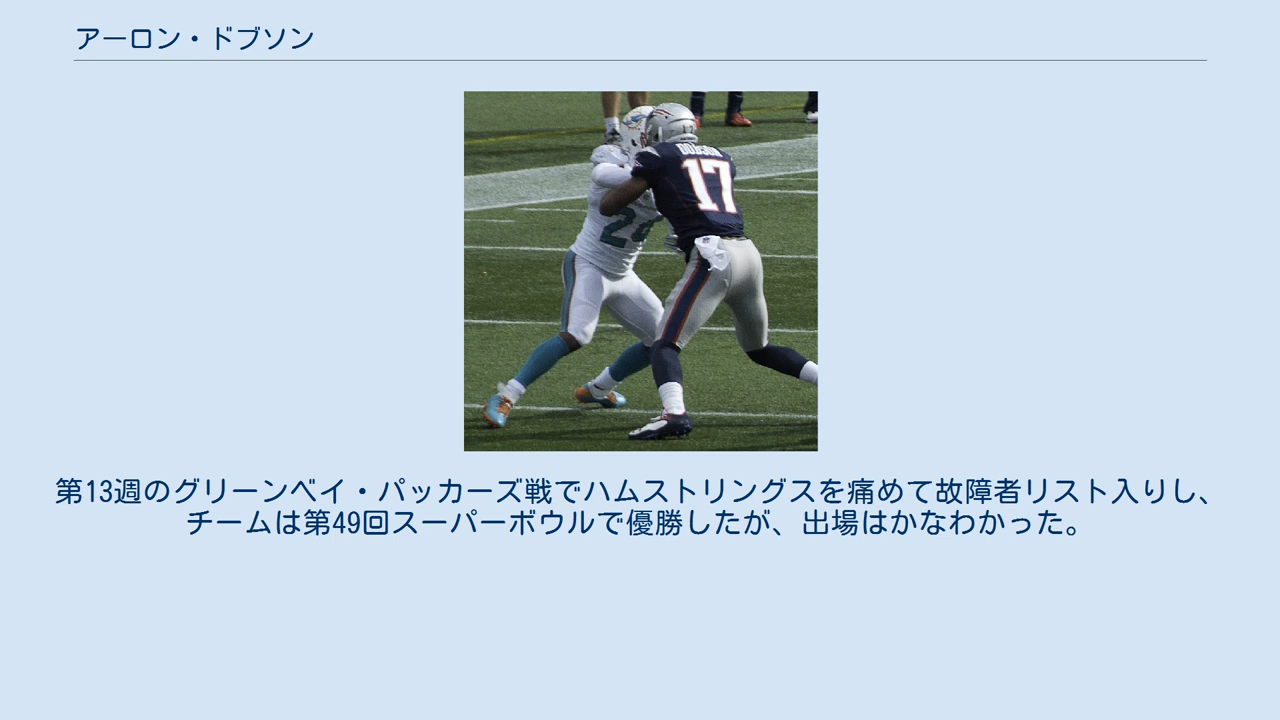 アーロン・ドブソン
DOBSON
17
24
第13週のグリーンベイ・パッカーズ戦でハムストリングスを痛めて故障者リスト入りし、
チームは第49回スーパーボウルで優勝したが、出場はかなわかった。